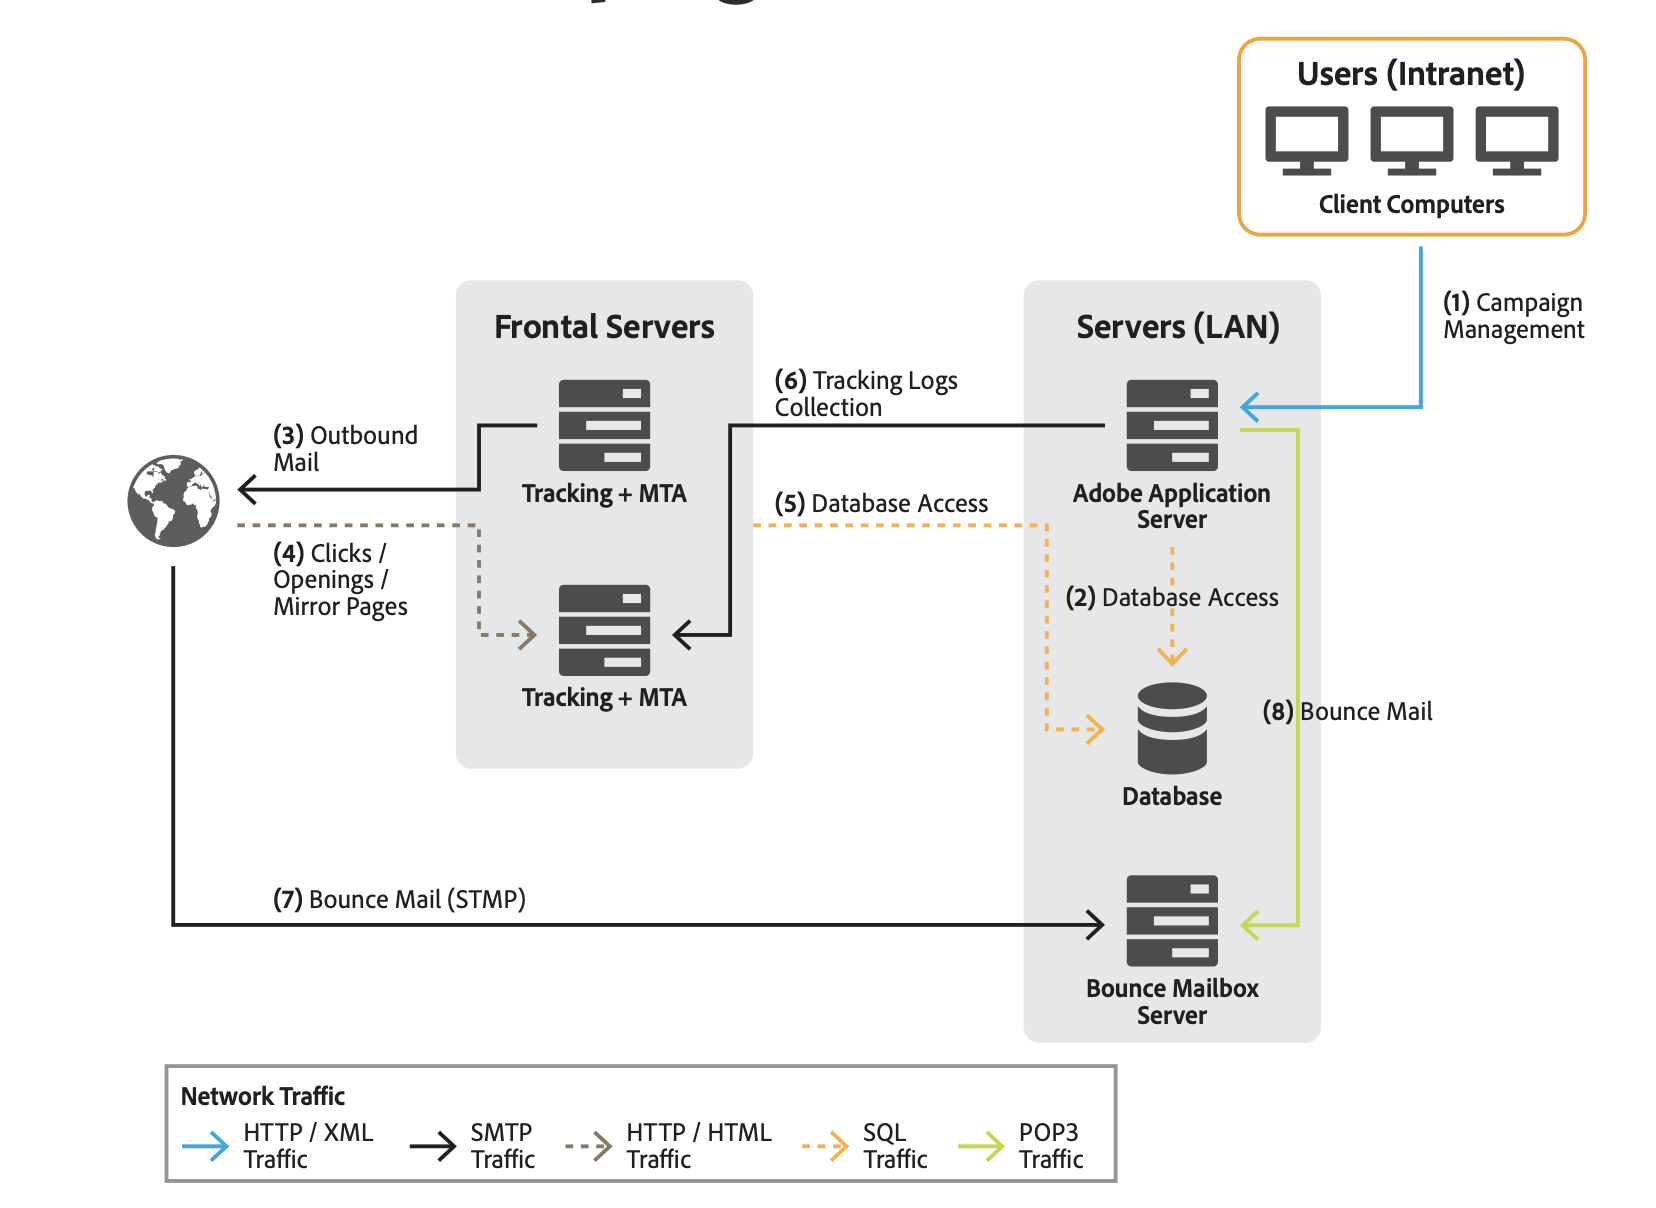 Users (Intranet)
Client Computers
(1) Campaign
Management
Frontal Servers
Servers (LAN)
(6) Tracking Logs
Collection
(3) Outbound
Mail
Tracking + MTA
(5) Database Access
Adobe Application
Server
(4) Clicks /
Openings /
Mirror Pages
(2) Database Access
Tracking + MTA
(8) Bounce Mail
Database
(7) Bounce Mail (STMP)
Bounce Mailbox
Server
Network Traffic
HTTP / XML
Traffic
SMTP
Traffic
HTTP / HTML
Traffic
SQL
Traffic
POP3
Traffic